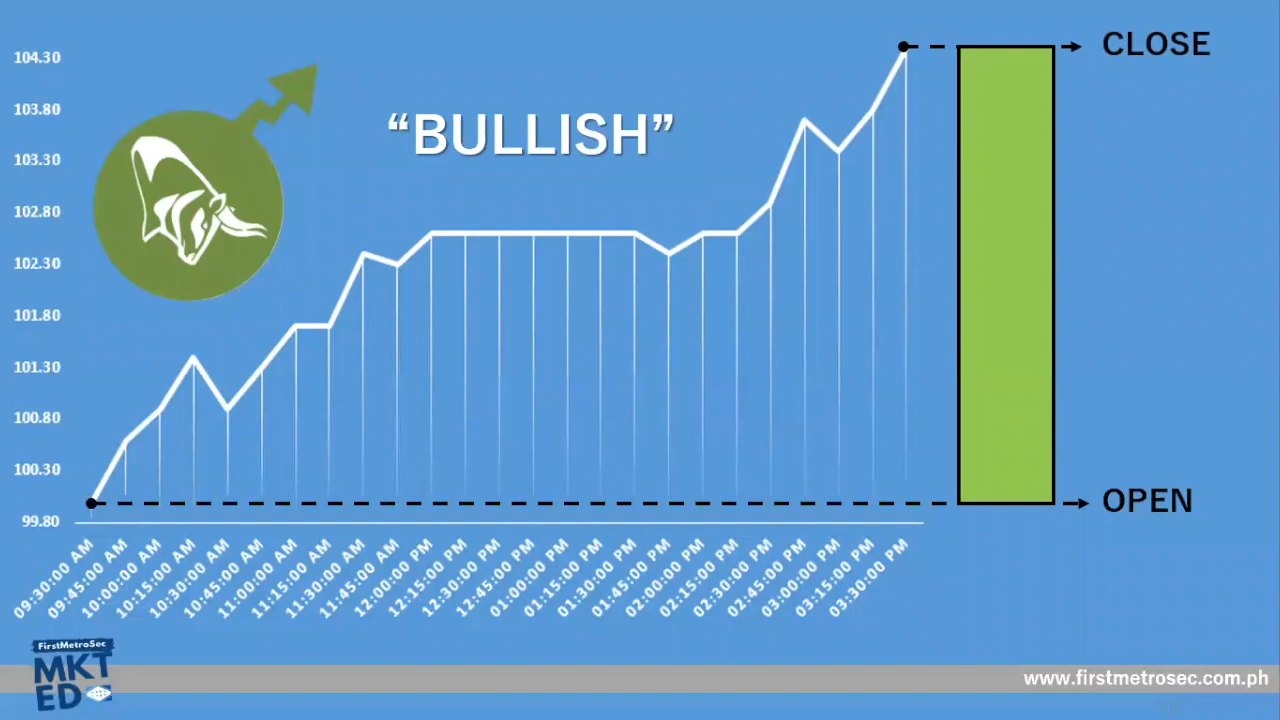 CLOSE
104.30
103.80
“BULLISH”
103.30
102.80
102.30
101.80
101.30
100.80
100.30
OPEN
99.80
09:30:00 AM
09:45:00 AM
10:00:00 AM
10:15:00 AM
10:30:00 AM
10:45:00 AM
11:00:00 AM
11:15:00 AM
11:30:00 AM
11:45:00 AM
12:00:00 PM
12:15:00 PM
12:30:00 PM
12:45:00 PM
01:00:00 PM
01:15:00 PM
01:30:00 PM
01:45:00 PM
02:00:00 PM
02:15:00 PM
02:30:00 PM
02:45:00 PM
03:00:00 PM
03:15:00 PM
03:30:00 PM
FirstMetroSec
MKT
ED
www.firstmetrosec.com.ph